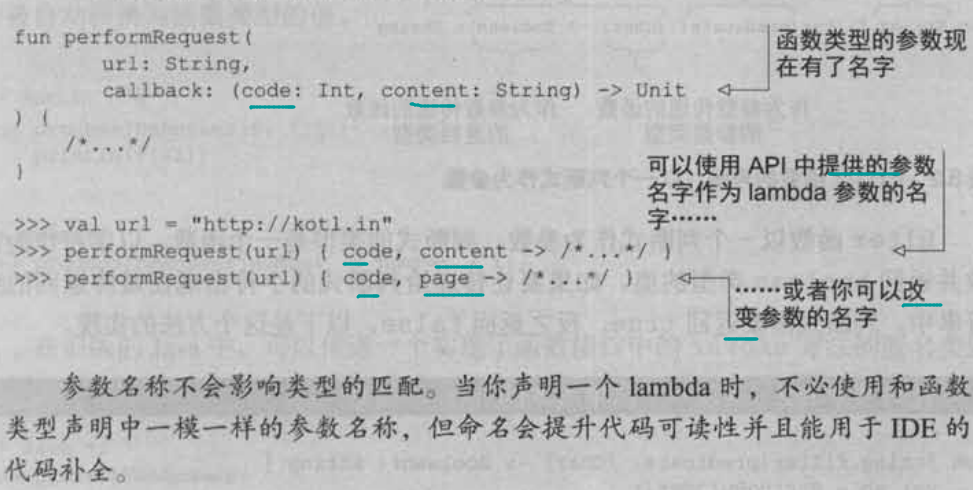 fun performRequest(
url: String,
callback: (code: Int, content: String) -> Unit
函数类型的参数现
在有了名字
) {
/*...*/
}
可以使用 API 中提供的参数
名字作为 lambda 参数的名
字……
>>> val url = "http://kotl.in"
>>> performRequest(url) { code, content -> /*...*/ }
>>> performRequest(url) { code, page -> /*...*/ }
……或者你可以改
变参数的名字
参数名称不会影响类型的匹配。当你声明一个 lambda 时，不必使用和函数
类型声明中一模一样的参数名称，但命名会提升代码可读性并且能用于 IDE 的
代码补全。